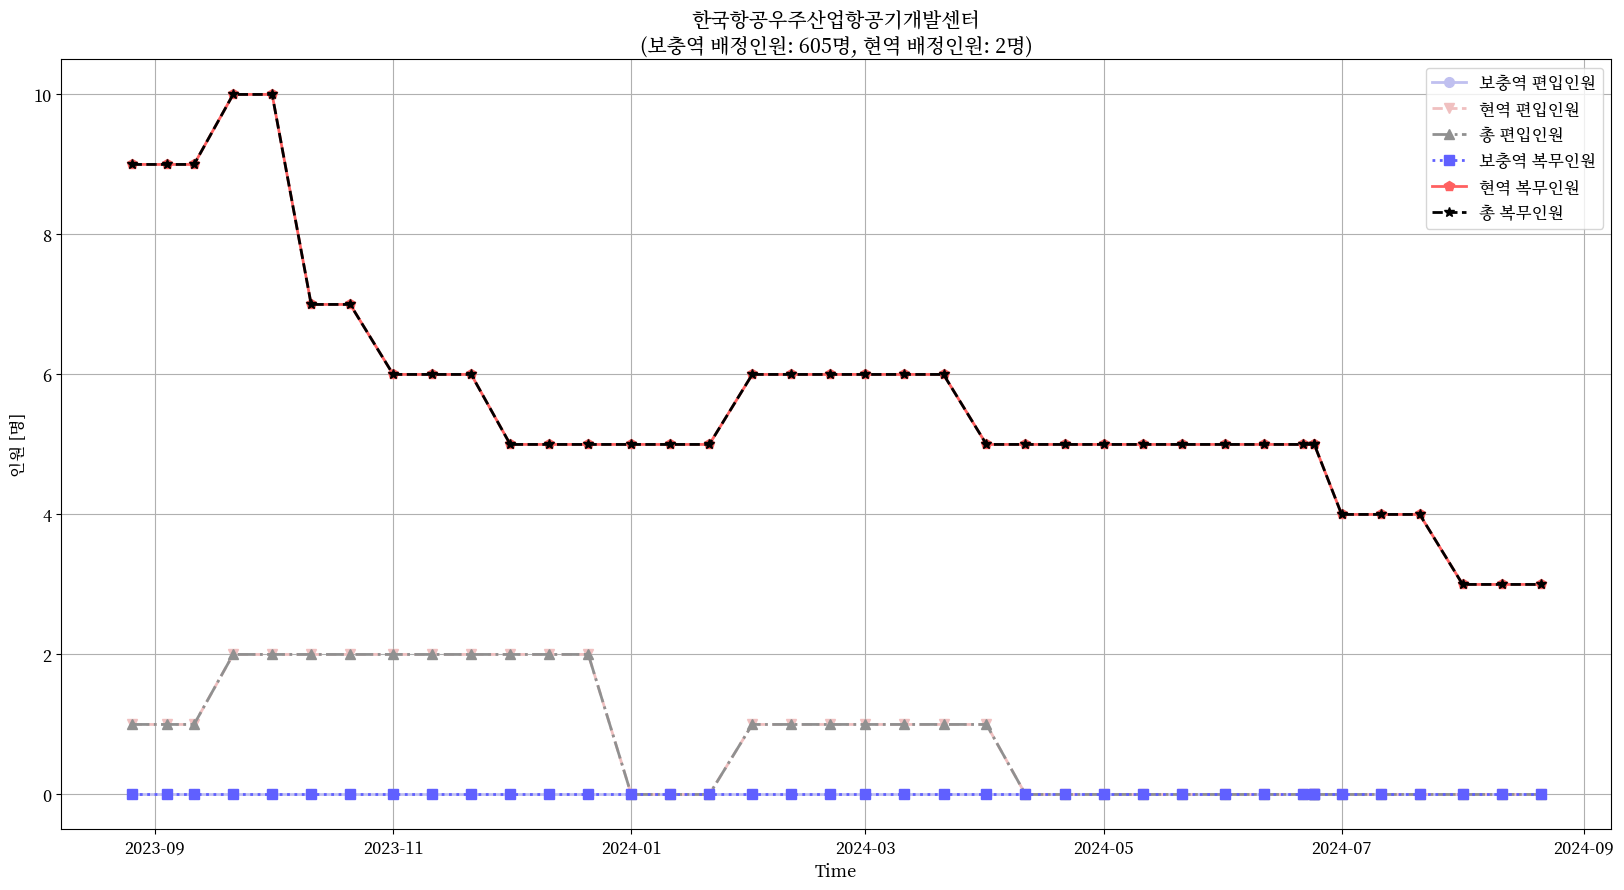 한국항공우주산업항공기개발센터
(보충역 배정인원: 605명, 현역 배정인원: 2명)
보충역 편입인원
현역 편입인원
총 편입인원
보충역 복무인원
현역 복무인원
총 복무인원
인원 [명]
10
8
6
4
2
0
2023-09
2023-11
2024-01
2024-03
2024-05
2024-07
2024-09
Time